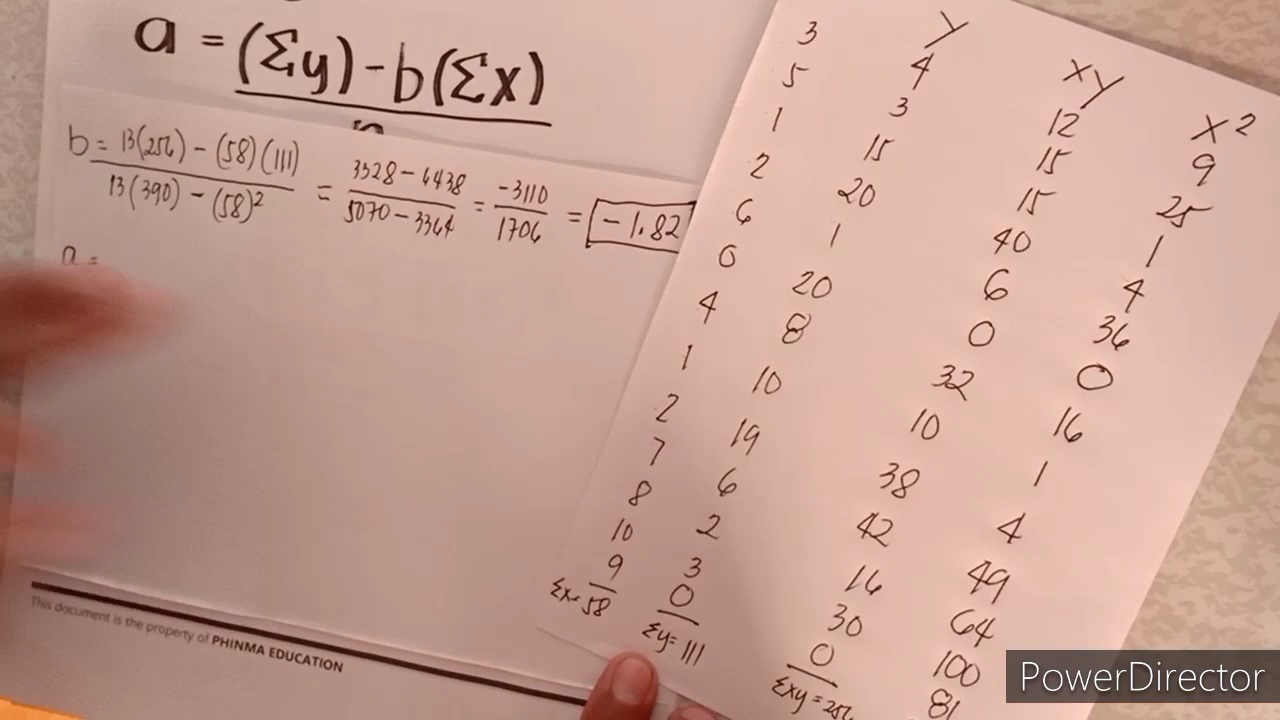 a = (Σy) - b(Σx)
n
b = 13(256) - (58)(111) = 3328 - 6438 = -3110 = -1.82
13(390) - (58)² 5070 - 3364 1706
a =
Y XY X²
3 4 12 9
5 3 15 25
1 15 15 1
2 20 40 4
6 1 6 36
0 20 0 0
4 8 32 16
1 10 10 1
2 19 38 4
7 6 42 49
8 2 16 64
10 3 30 100
9 0 0 81
Σx = 58 Σy = 111 Σxy = 256
This document is the property of PHINMA EDUCATION
PowerDirector